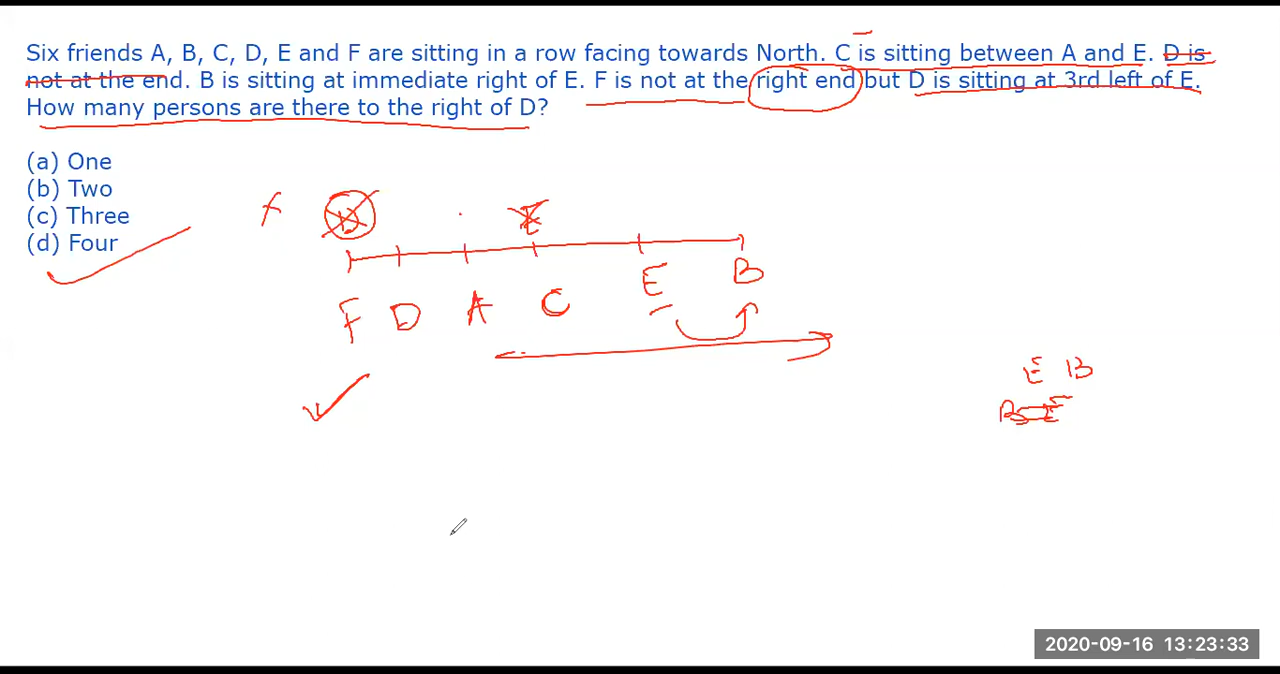 Six friends A, B, C, D, E and F are sitting in a row facing towards North. C is sitting between A and E. D is
not at the end. B is sitting at immediate right of E. F is not at the right end but D is sitting at 3rd left of E.
How many persons are there to the right of D?
(a) One
(b) Two
(c) Three
(d) Four
F D A C E B
E B
B E
2020-09-16 13:23:33